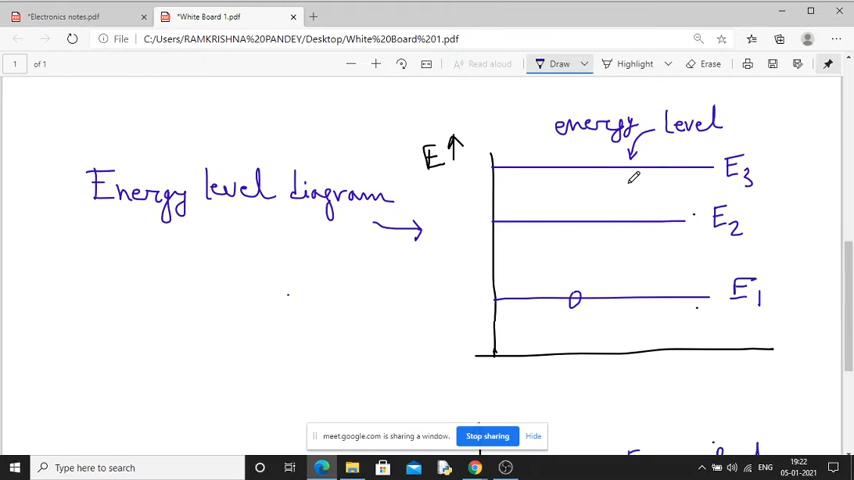 *Electronics notes.pdf
*White Board 1.pdf
File
C:/Users/RAMKRISHNA%20PANDEY/Desktop/White%20Board%201.pdf
1 of 1
Read aloud
Draw
Highlight
Erase
energy level
E
E3
Energy level diagram
E2
E1
meet.google.com is sharing a window.
Stop sharing
Hide
Type here to search
ENG
19:22
05-01-2021